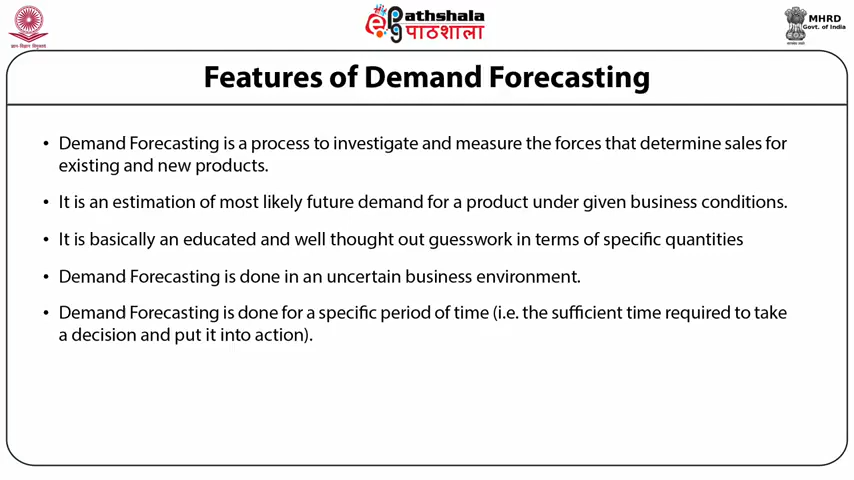 ज्ञान-विज्ञान विमुक्तये
ePathshala
पाठशाला
MHRD
Govt. of India
Features of Demand Forecasting
• Demand Forecasting is a process to investigate and measure the forces that determine sales for
existing and new products.
• It is an estimation of most likely future demand for a product under given business conditions.
• It is basically an educated and well thought out guesswork in terms of specific quantities
• Demand Forecasting is done in an uncertain business environment.
• Demand Forecasting is done for a specific period of time (i.e. the sufficient time required to take
a decision and put it into action).